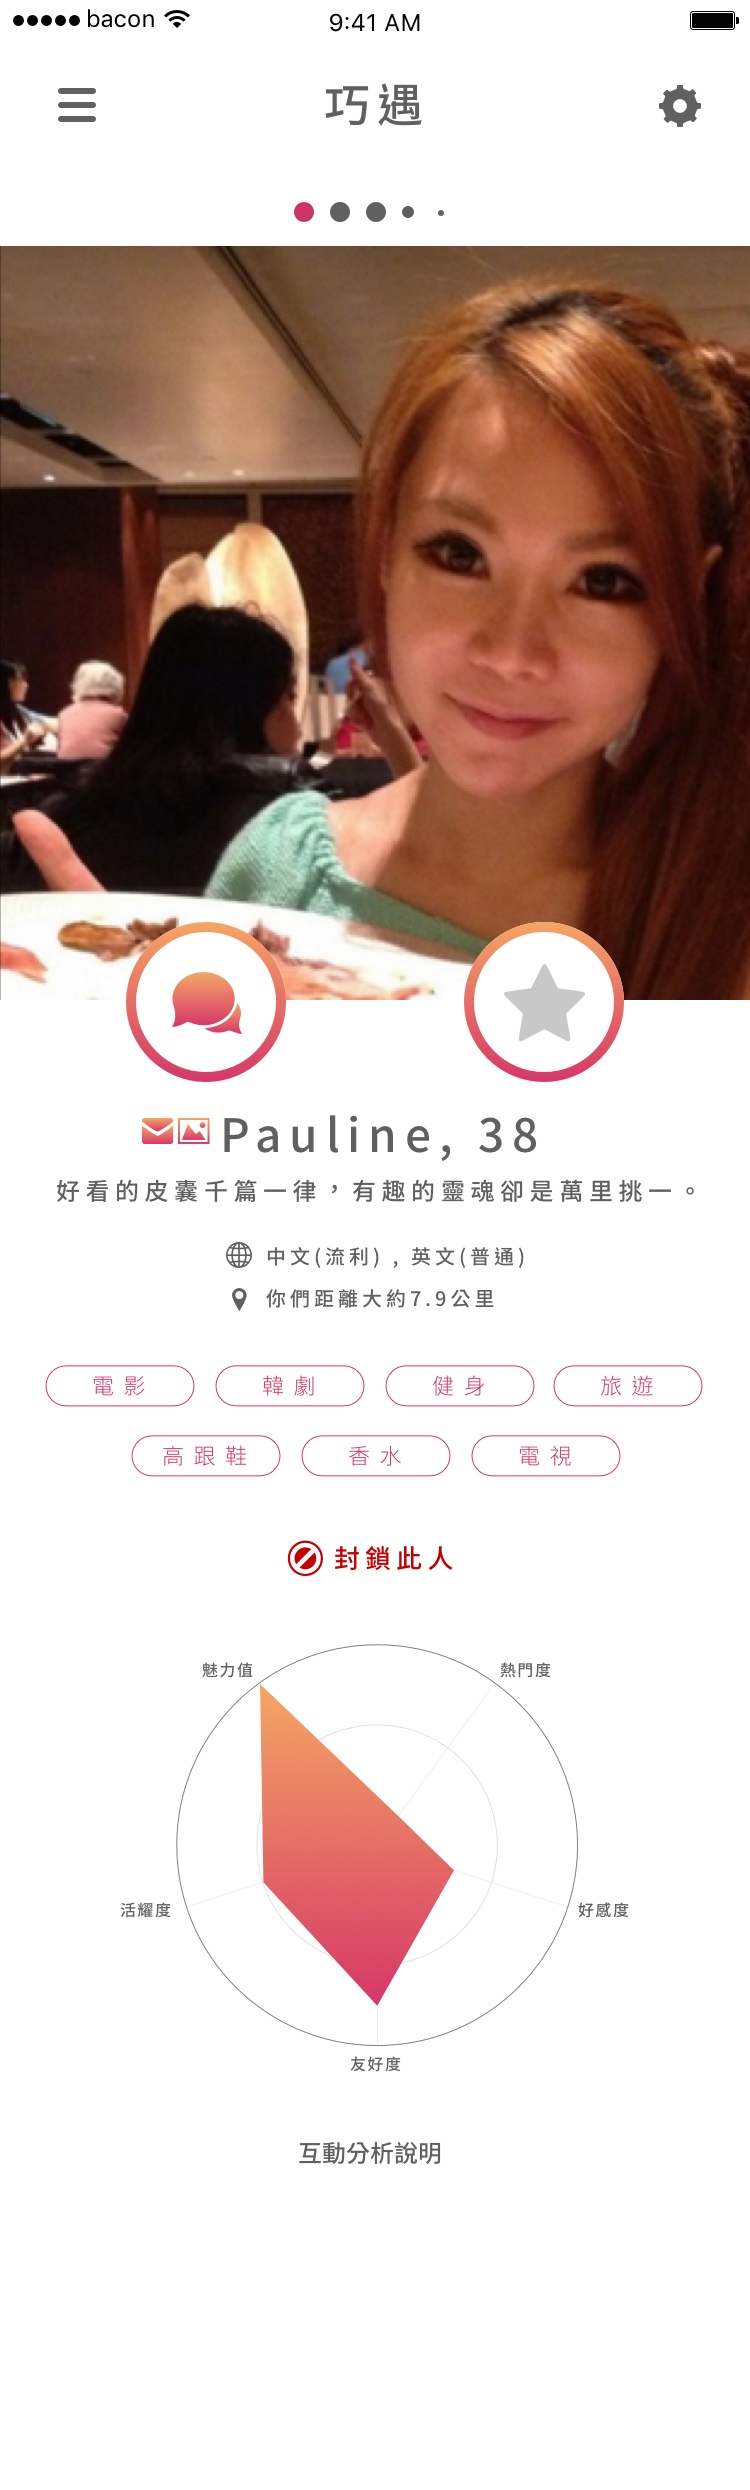 bacon 9:41 AM
巧遇
Pauline, 38
好看的皮囊千篇一律，有趣的靈魂卻是萬里挑一。
中文(流利) , 英文(普通)
你們距離大約7.9公里
電影 韓劇 健身 旅遊
高跟鞋 香水 電視
封鎖此人
魅力值 熱門度
活耀度 好感度
友好度
互動分析說明